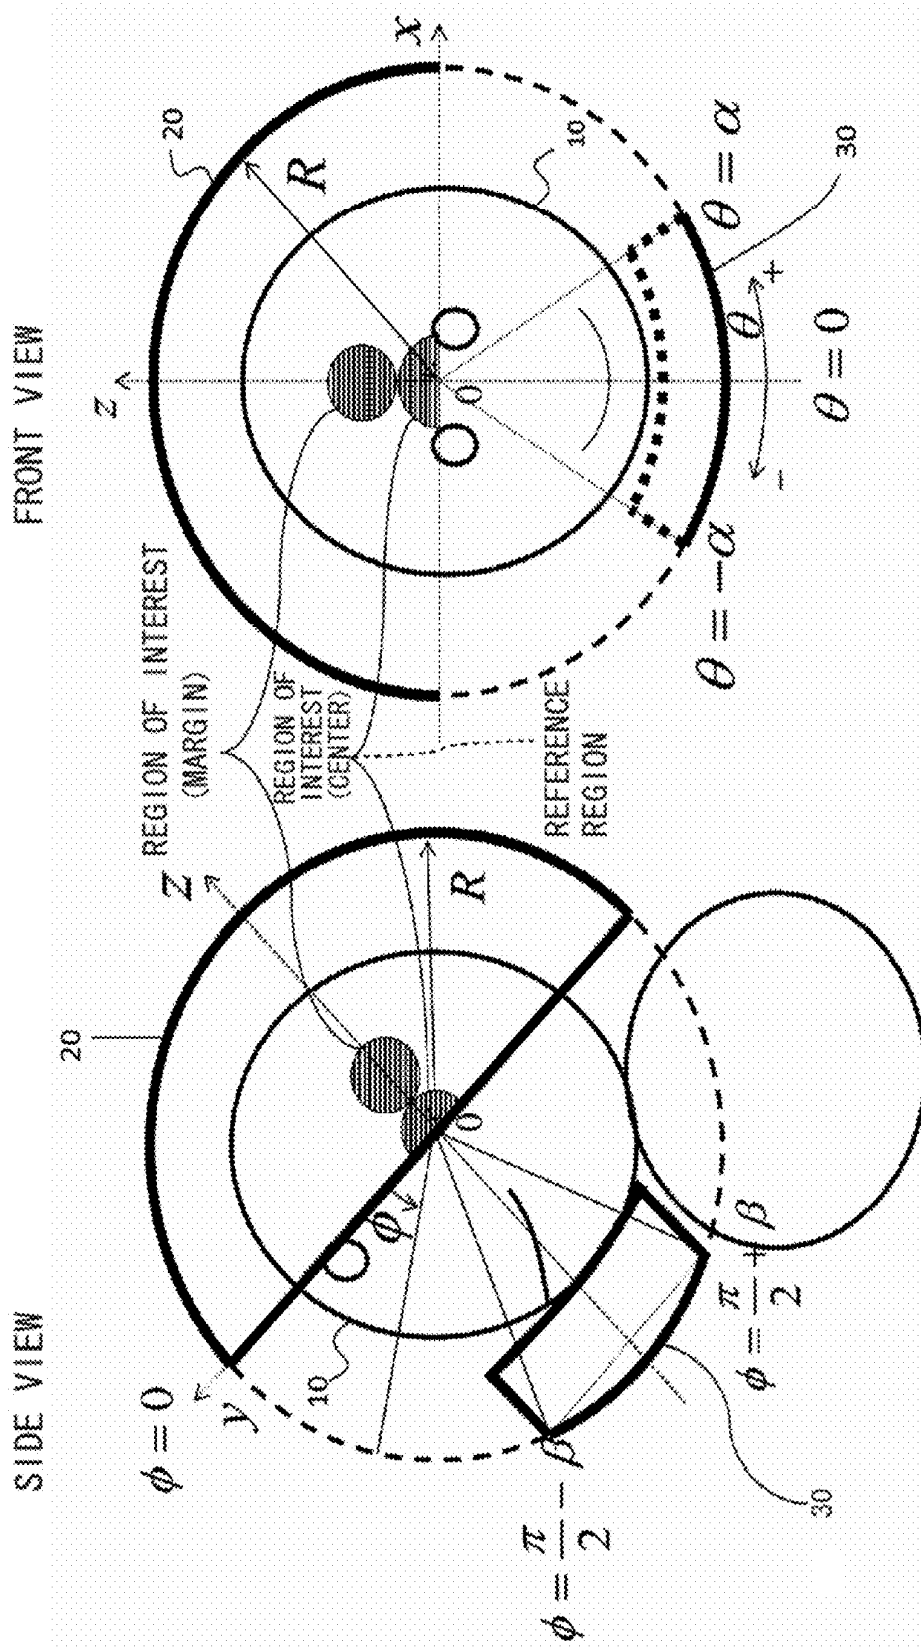 SIDE VIEW
ϕ = 0
y
20
z
R
0
ϕ
10
ϕ = π/2 − β
ϕ = π/2 + β
30
REGION OF INTEREST
(MARGIN)
REGION OF
INTEREST
(CENTER)
REFERENCE
REGION
FRONT VIEW
z
x
20
R
10
0
θ = −α
θ = α
θ
−
+
θ = 0
30